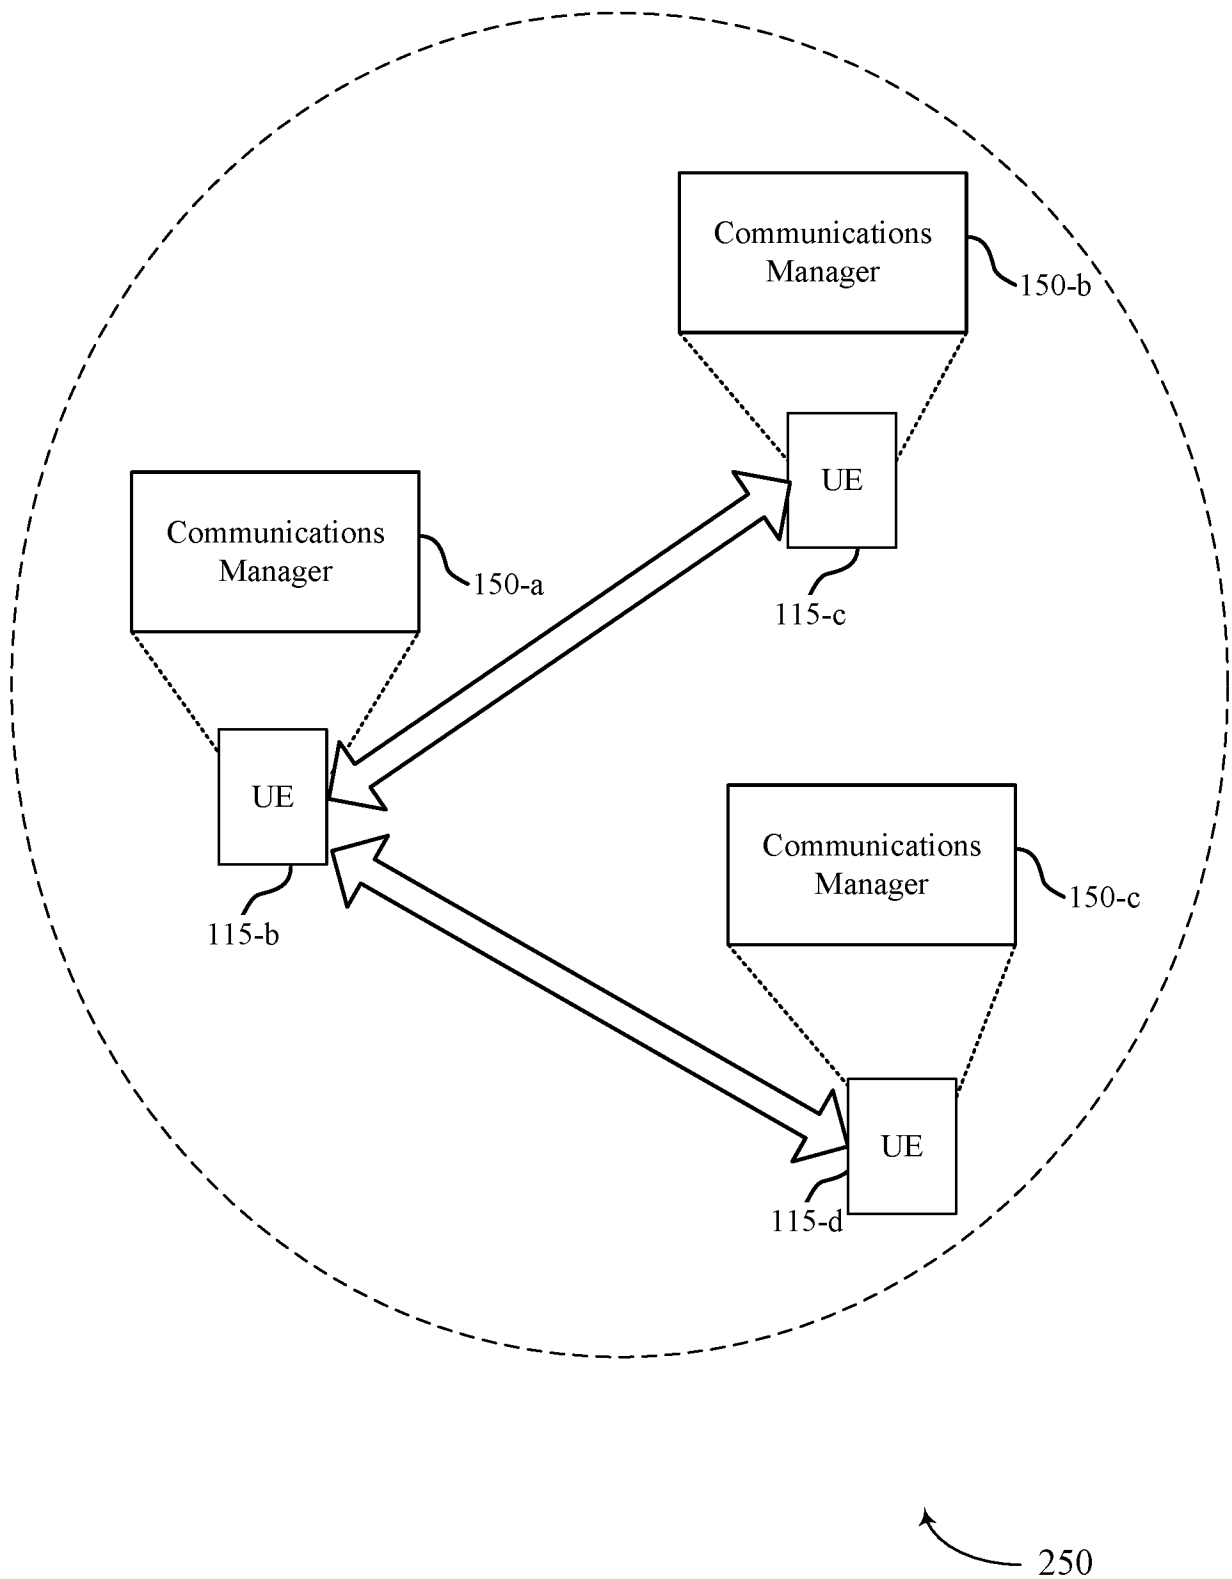 Communications
Manager
150-b
UE
115-c
Communications
Manager
150-a
UE
115-b
Communications
Manager
150-c
UE
115-d
250